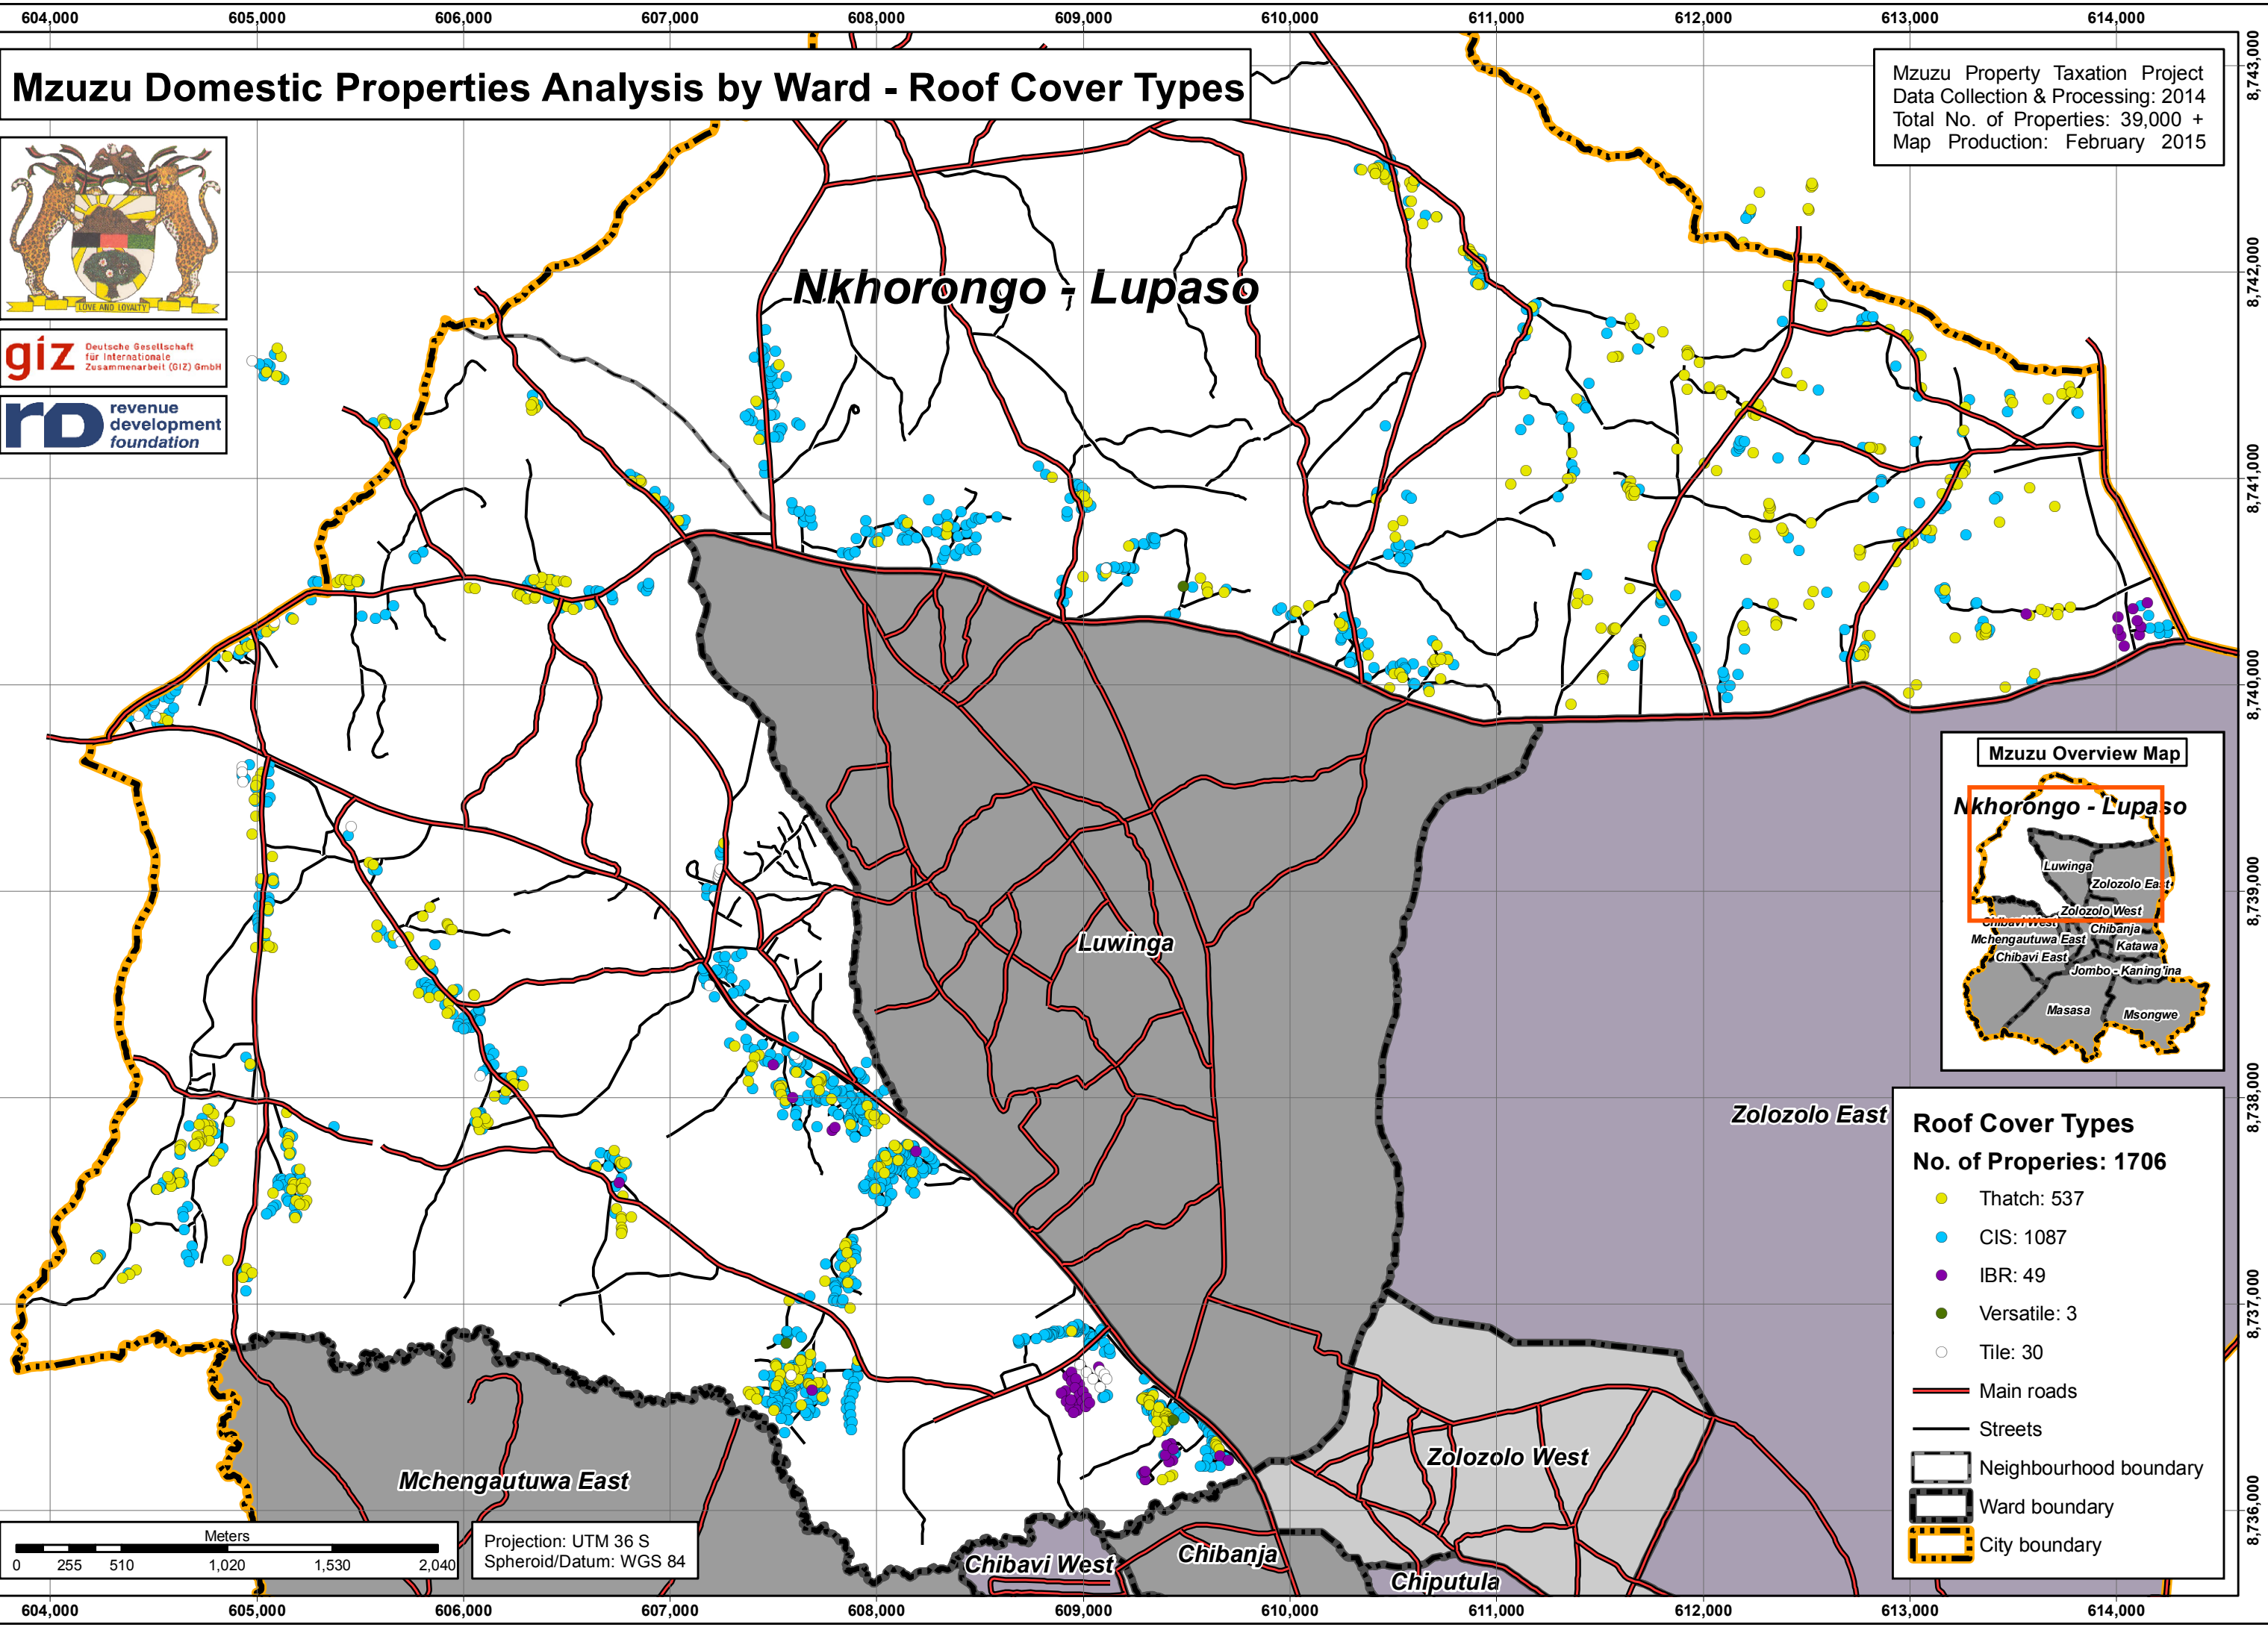 604,000 605,000 606,000 607,000 608,000 609,000 610,000 611,000 612,000 613,000 614,000
Mzuzu Domestic Properties Analysis by Ward - Roof Cover Types
Mzuzu Property Taxation Project
Data Collection & Processing: 2014
Total No. of Properties: 39,000 +
Map Production: February 2015
8,743,000
8,742,000
8,741,000
8,740,000
8,739,000
8,738,000
8,737,000
8,736,000
LOVE AND LOYALTY
giz
Deutsche Gesellschaft
für Internationale
Zusammenarbeit (GIZ) GmbH
rD
revenue
development
foundation
Nkhorongo - Lupaso
Luwinga
Zolozolo East
Zolozolo West
Mchengautuwa East
Chibavi West
Chibanja
Chiputula
Mzuzu Overview Map
Nkhorongo - Lupaso
Luwinga
Zolozolo East
Zolozolo West
Chibavi West
Chibanja
Mchengautuwa East
Katawa
Chibavi East
Jombo - Kaning'ina
Masasa
Msongwe
Roof Cover Types
No. of Properies: 1706
Thatch: 537
CIS: 1087
IBR: 49
Versatile: 3
Tile: 30
Main roads
Streets
Neighbourhood boundary
Ward boundary
City boundary
Meters
0 255 510 1,020 1,530 2,040
Projection: UTM 36 S
Spheroid/Datum: WGS 84
604,000 605,000 606,000 607,000 608,000 609,000 610,000 611,000 612,000 613,000 614,000